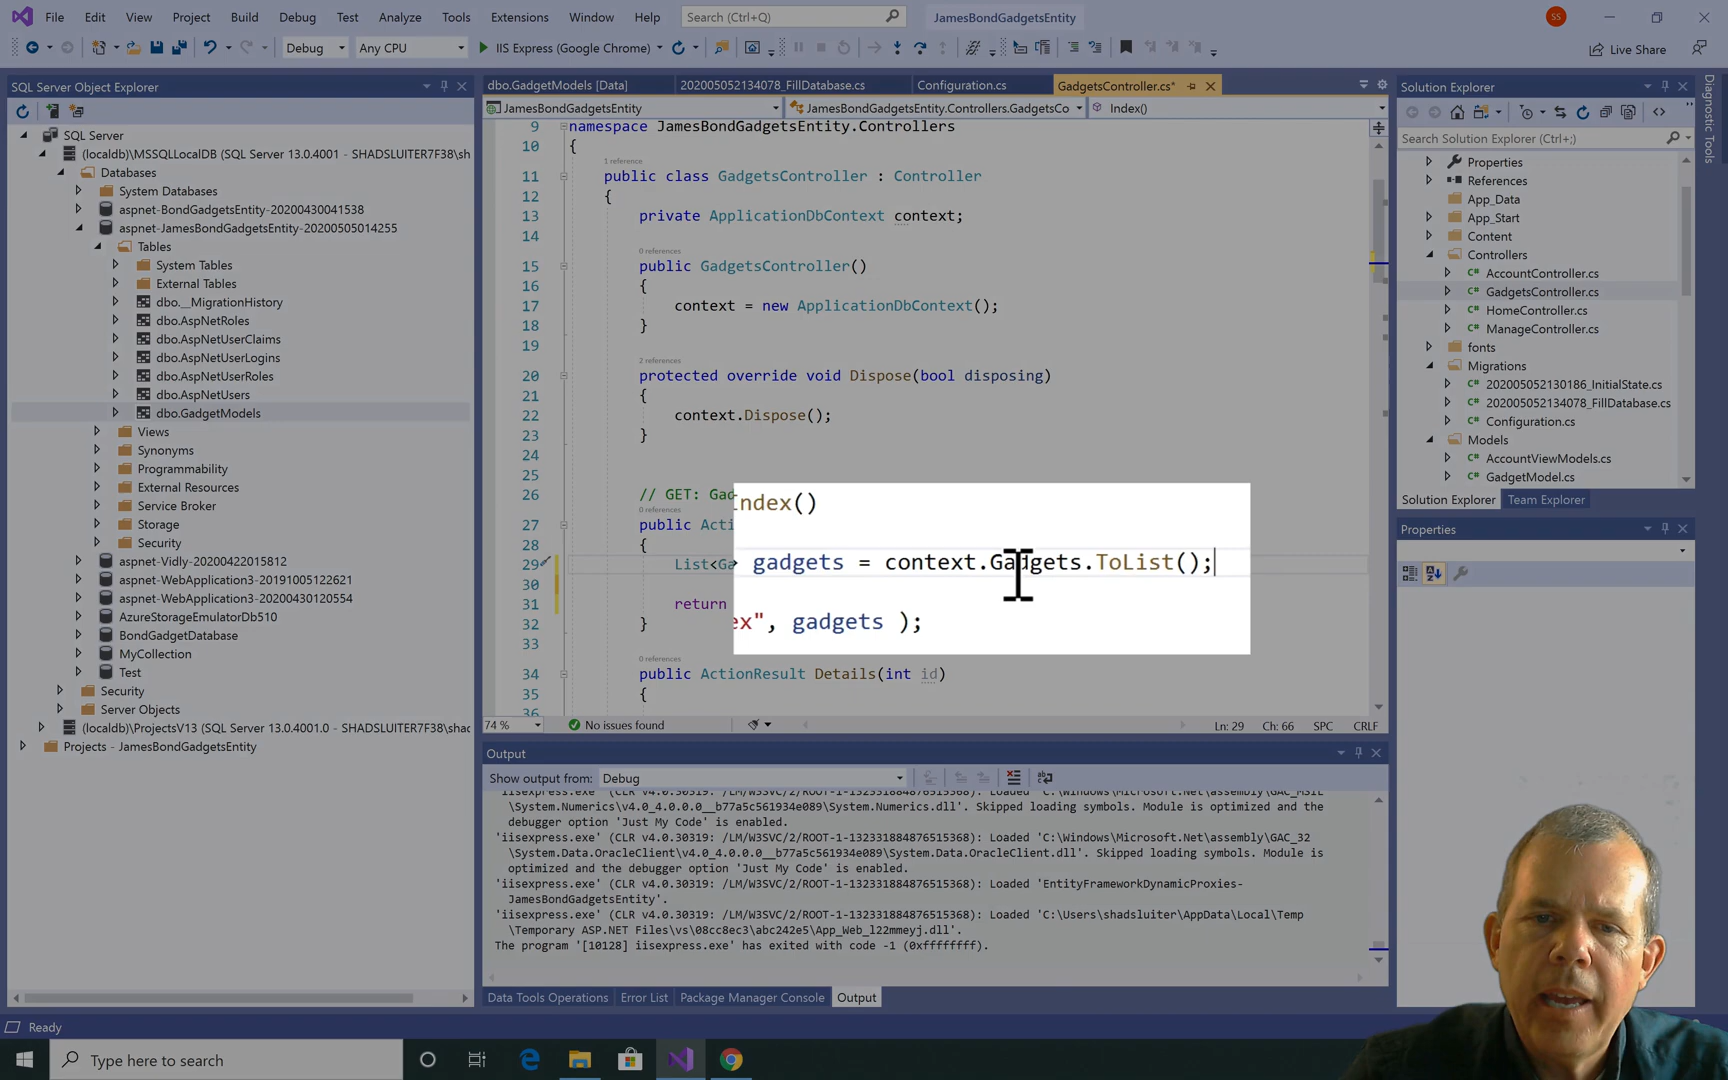 File Edit View Project Build Debug Test Analyze Tools Extensions Window Help
Search (Ctrl+Q)
JamesBondGadgetsEntity
SS
Debug
Any CPU
IIS Express (Google Chrome)
Live Share
SQL Server Object Explorer
SQL Server
(localdb)\MSSQLLocalDB (SQL Server 13.0.4001 - SHADSLUITER7F38\sha
Databases
System Databases
aspnet-BondGadgetsEntity-20200430041538
aspnet-JamesBondGadgetsEntity-20200505014255
Tables
System Tables
External Tables
dbo.__MigrationHistory
dbo.AspNetRoles
dbo.AspNetUserClaims
dbo.AspNetUserLogins
dbo.AspNetUserRoles
dbo.AspNetUsers
dbo.GadgetModels
Views
Synonyms
Programmability
External Resources
Service Broker
Storage
Security
aspnet-Vidly-20200422015812
aspnet-WebApplication3-20191005122621
aspnet-WebApplication3-20200430120554
AzureStorageEmulatorDb510
BondGadgetDatabase
MyCollection
Test
Security
Server Objects
(localdb)\ProjectsV13 (SQL Server 13.0.4001.0 - SHADSLUITER7F38\shad
Projects - JamesBondGadgetsEntity
dbo.GadgetModels [Data]
202005052134078_FillDatabase.cs
Configuration.cs
GadgetsController.cs*
JamesBondGadgetsEntity
JamesBondGadgetsEntity.Controllers.GadgetsCo
Index()
9 namespace JamesBondGadgetsEntity.Controllers
10 {
1 reference
11 public class GadgetsController : Controller
12 {
13 private ApplicationDbContext context;
14
0 references
15 public GadgetsController()
16 {
17 context = new ApplicationDbContext();
18 }
19
2 references
20 protected override void Dispose(bool disposing)
21 {
22 context.Dispose();
23 }
24
25
26 // GET: Gad
0 references
27 public Acti ndex()
28 {
29 List<Ga > gadgets = context.Gadgets.ToList();
30
31 return ex", gadgets );
32 }
33
0 references
34 public ActionResult Details(int id)
35 {
36
74 %
No issues found
Ln: 29 Ch: 66 SPC CRLF
Output
Show output from: Debug
'iisexpress.exe' (CLR v4.0.30319: /LM/W3SVC/2/ROOT-1-132331884876515368): Loaded 'C:\Windows\Microsoft.Net\assembly\GAC_MSIL
\System.Numerics\v4.0_4.0.0.0__b77a5c561934e089\System.Numerics.dll'. Skipped loading symbols. Module is optimized and the
debugger option 'Just My Code' is enabled.
'iisexpress.exe' (CLR v4.0.30319: /LM/W3SVC/2/ROOT-1-132331884876515368): Loaded 'C:\Windows\Microsoft.Net\assembly\GAC_32
\System.Data.OracleClient\v4.0_4.0.0.0__b77a5c561934e089\System.Data.OracleClient.dll'. Skipped loading symbols. Module is
optimized and the debugger option 'Just My Code' is enabled.
'iisexpress.exe' (CLR v4.0.30319: /LM/W3SVC/2/ROOT-1-132331884876515368): Loaded 'EntityFrameworkDynamicProxies-
JamesBondGadgetsEntity'.
'iisexpress.exe' (CLR v4.0.30319: /LM/W3SVC/2/ROOT-1-132331884876515368): Loaded 'C:\Users\shadsluiter\AppData\Local\Temp
\Temporary ASP.NET Files\vs\08cc8ec3\abc242e5\App_Web_l22mmeyj.dll'.
The program '[10128] iisexpress.exe' has exited with code -1 (0xffffffff).
Data Tools Operations Error List Package Manager Console Output
Solution Explorer
Search Solution Explorer (Ctrl+;)
Properties
References
App_Data
App_Start
Content
Controllers
AccountController.cs
GadgetsController.cs
HomeController.cs
ManageController.cs
fonts
Migrations
202005052130186_InitialState.cs
202005052134078_FillDatabase.cs
Configuration.cs
Models
AccountViewModels.cs
GadgetModel.cs
Solution Explorer Team Explorer
Properties
Diagnostic Tools
Ready
Type here to search